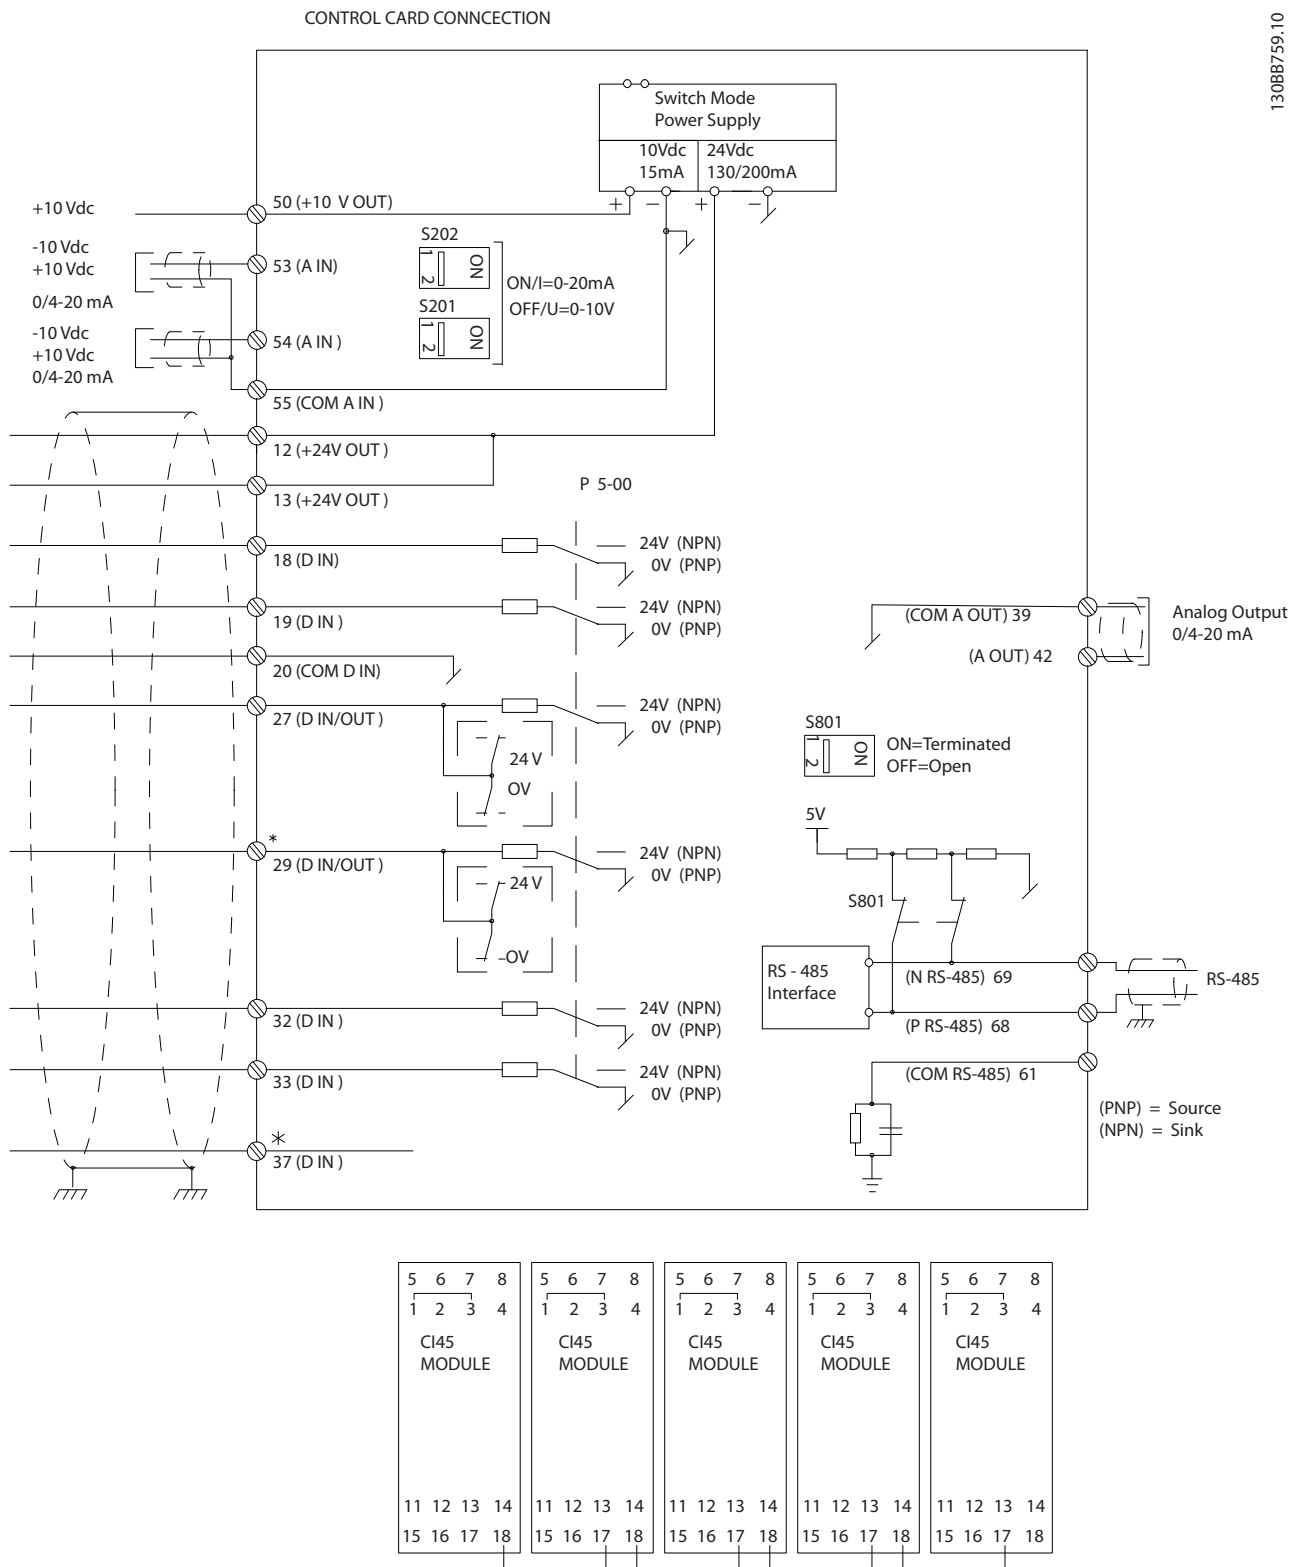 CONTROL CARD CONNCECTION
130BB759.10
Switch Mode
Power Supply
10Vdc
15mA
24Vdc
130/200mA
+ − + −
+10 Vdc
50 (+10 V OUT)
-10 Vdc
+10 Vdc
0/4-20 mA
53 (A IN)
S202
1
2
ON
ON/I=0-20mA
OFF/U=0-10V
S201
1
2
ON
-10 Vdc
+10 Vdc
0/4-20 mA
54 (A IN )
55 (COM A IN )
12 (+24V OUT )
13 (+24V OUT )
P 5-00
18 (D IN)
24V (NPN)
0V (PNP)
19 (D IN )
24V (NPN)
0V (PNP)
20 (COM D IN)
27 (D IN/OUT )
24V (NPN)
0V (PNP)
24 V
OV
*
29 (D IN/OUT )
24V (NPN)
0V (PNP)
24 V
OV
32 (D IN )
24V (NPN)
0V (PNP)
33 (D IN )
24V (NPN)
0V (PNP)
*
37 (D IN )
(COM A OUT) 39
(A OUT) 42
Analog Output
0/4-20 mA
S801
1
2
ON
ON=Terminated
OFF=Open
5V
S801
RS - 485
Interface
(N RS-485) 69
(P RS-485) 68
RS-485
(COM RS-485) 61
(PNP) = Source
(NPN) = Sink
5 6 7 8
1 2 3 4
CI45
MODULE
11 12 13 14
15 16 17 18
5 6 7 8
1 2 3 4
CI45
MODULE
11 12 13 14
15 16 17 18
5 6 7 8
1 2 3 4
CI45
MODULE
11 12 13 14
15 16 17 18
5 6 7 8
1 2 3 4
CI45
MODULE
11 12 13 14
15 16 17 18
5 6 7 8
1 2 3 4
CI45
MODULE
11 12 13 14
15 16 17 18